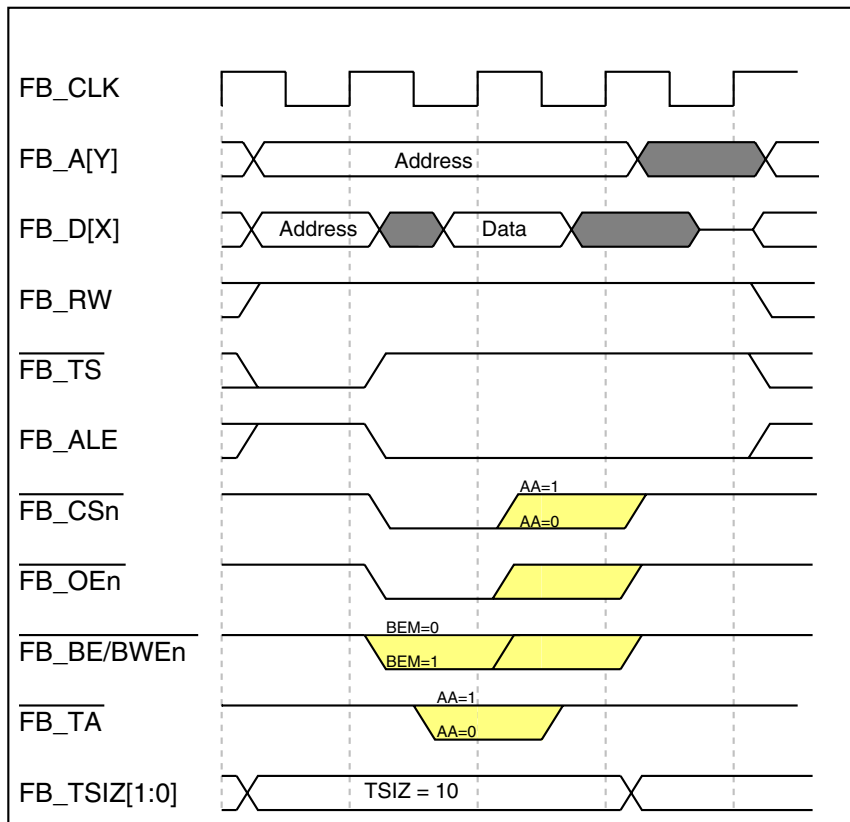 FB_CLK
FB_A[Y]
Address
FB_D[X]
Address
Data
FB_RW
FB_TS
FB_ALE
FB_CSn
AA=1
AA=0
FB_OEn
FB_BE/BWEn
BEM=0
BEM=1
FB_TA
AA=1
AA=0
FB_TSIZ[1:0]
TSIZ = 10